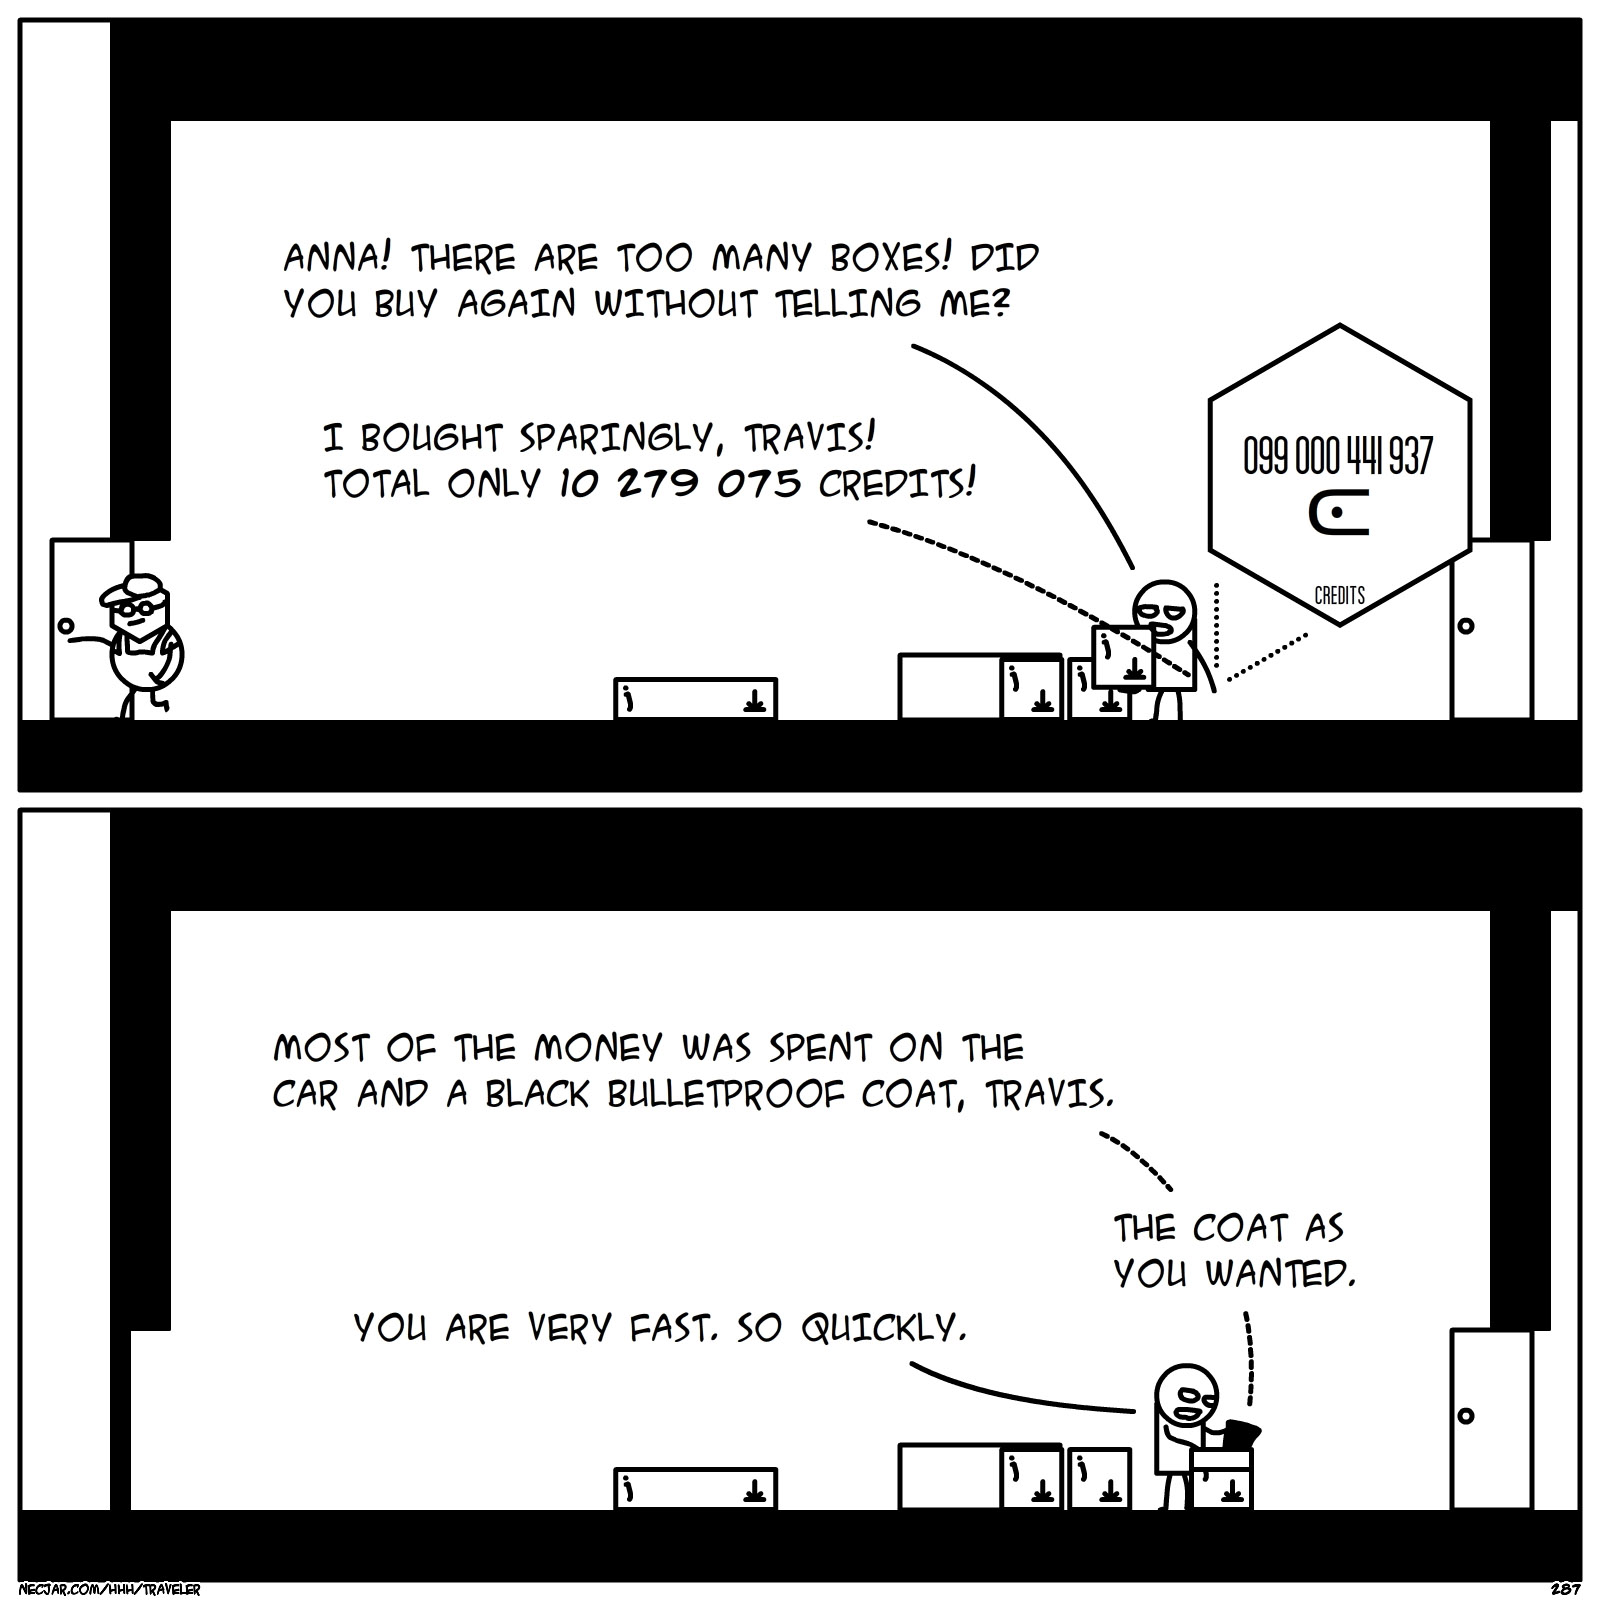 ANNA! THERE ARE TOO MANY BOXES! DID
YOU BUY AGAIN WITHOUT TELLING ME?
I BOUGHT SPARINGLY, TRAVIS!
TOTAL ONLY 10 279 075 CREDITS!
099 000 441 937
CREDITS
MOST OF THE MONEY WAS SPENT ON THE
CAR AND A BLACK BULLETPROOF COAT, TRAVIS.
THE COAT AS
YOU WANTED.
YOU ARE VERY FAST. SO QUICKLY.
NECJAR.COM/HHH/TRAVELER
287